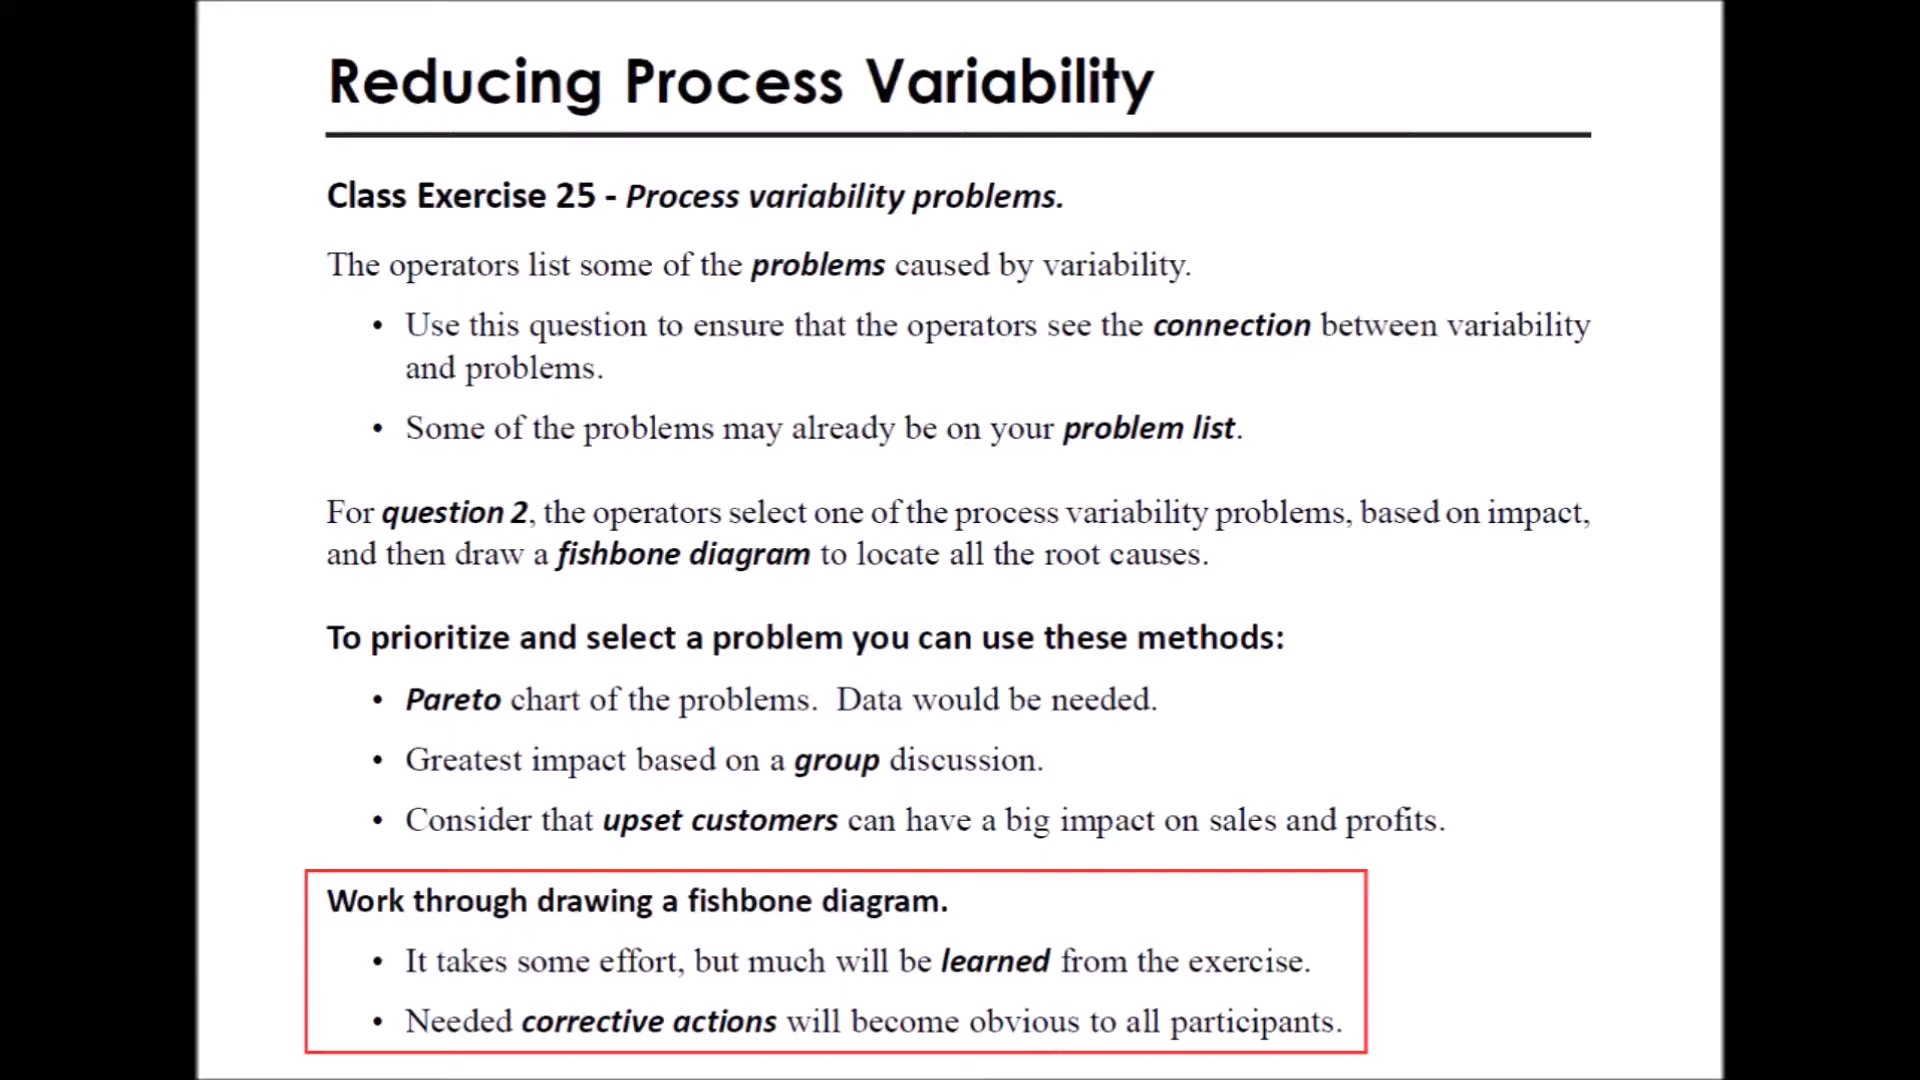 Reducing Process Variability
Class Exercise 25 - Process variability problems.
The operators list some of the problems caused by variability.
• Use this question to ensure that the operators see the connection between variability
and problems.
• Some of the problems may already be on your problem list.
For question 2, the operators select one of the process variability problems, based on impact,
and then draw a fishbone diagram to locate all the root causes.
To prioritize and select a problem you can use these methods:
• Pareto chart of the problems.  Data would be needed.
• Greatest impact based on a group discussion.
• Consider that upset customers can have a big impact on sales and profits.
Work through drawing a fishbone diagram.
• It takes some effort, but much will be learned from the exercise.
• Needed corrective actions will become obvious to all participants.